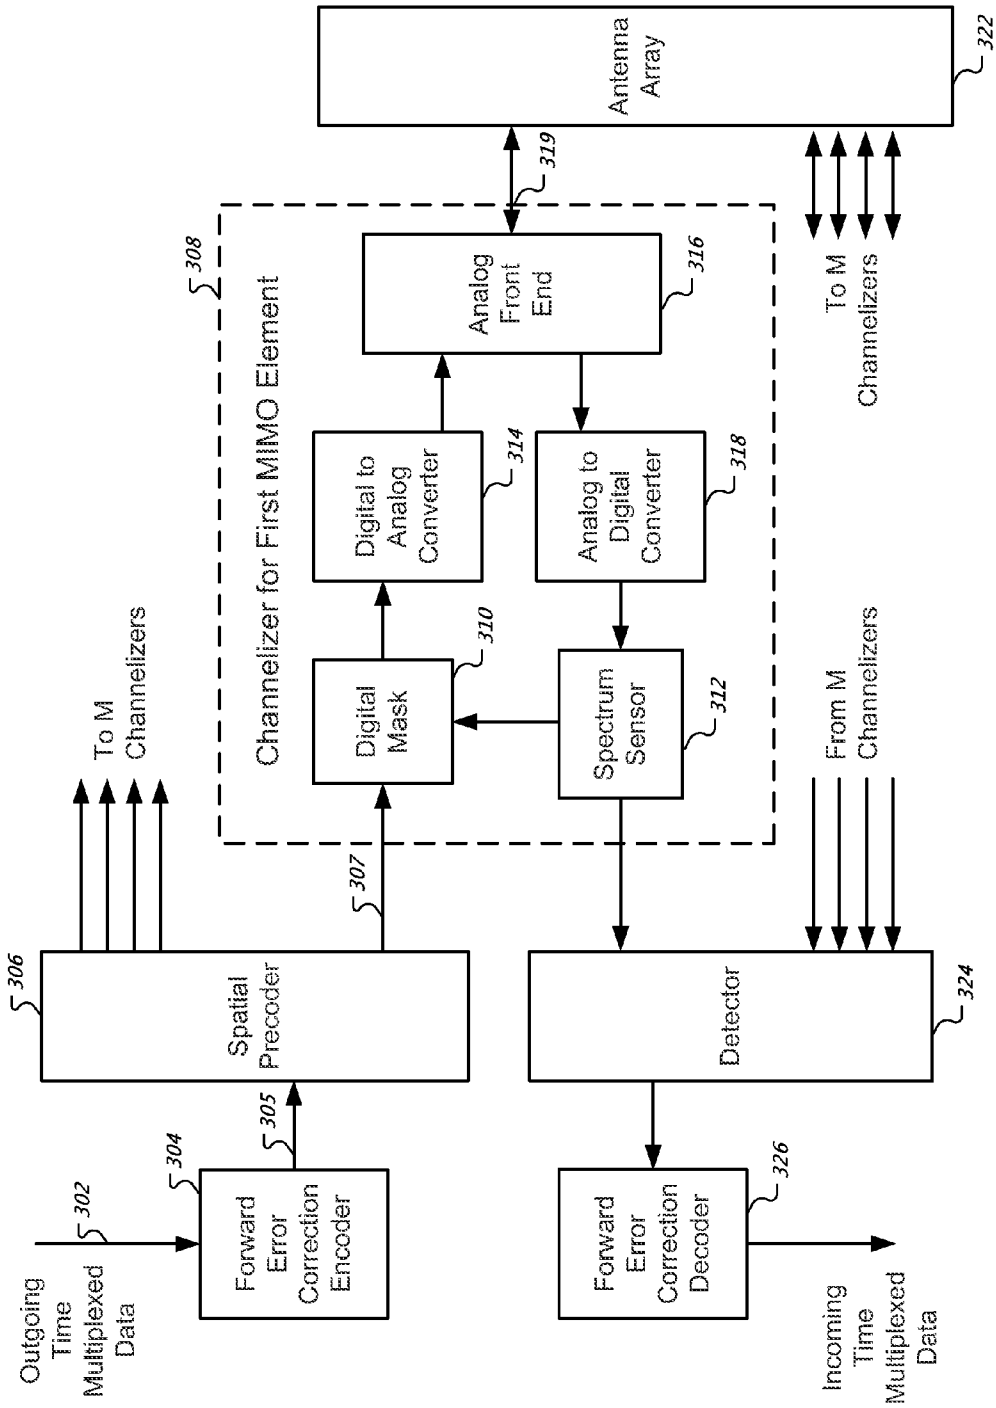 Outgoing
Time
Multiplexed
Data
302
304
Forward
Error
Correction
Encoder
305
306
Spatial
Precoder
To M
Channelizers
307
308
Channelizer for First MIMO Element
Digital
Mask
310
Digital to
Analog
Converter
314
Analog
Front
End
316
319
Antenna
Array
322
Spectrum
Sensor
312
Analog to
Digital
Converter
318
To M
Channelizers
From M
Channelizers
Detector
324
Forward
Error
Correction
Decoder
326
Incoming
Time
Multiplexed
Data